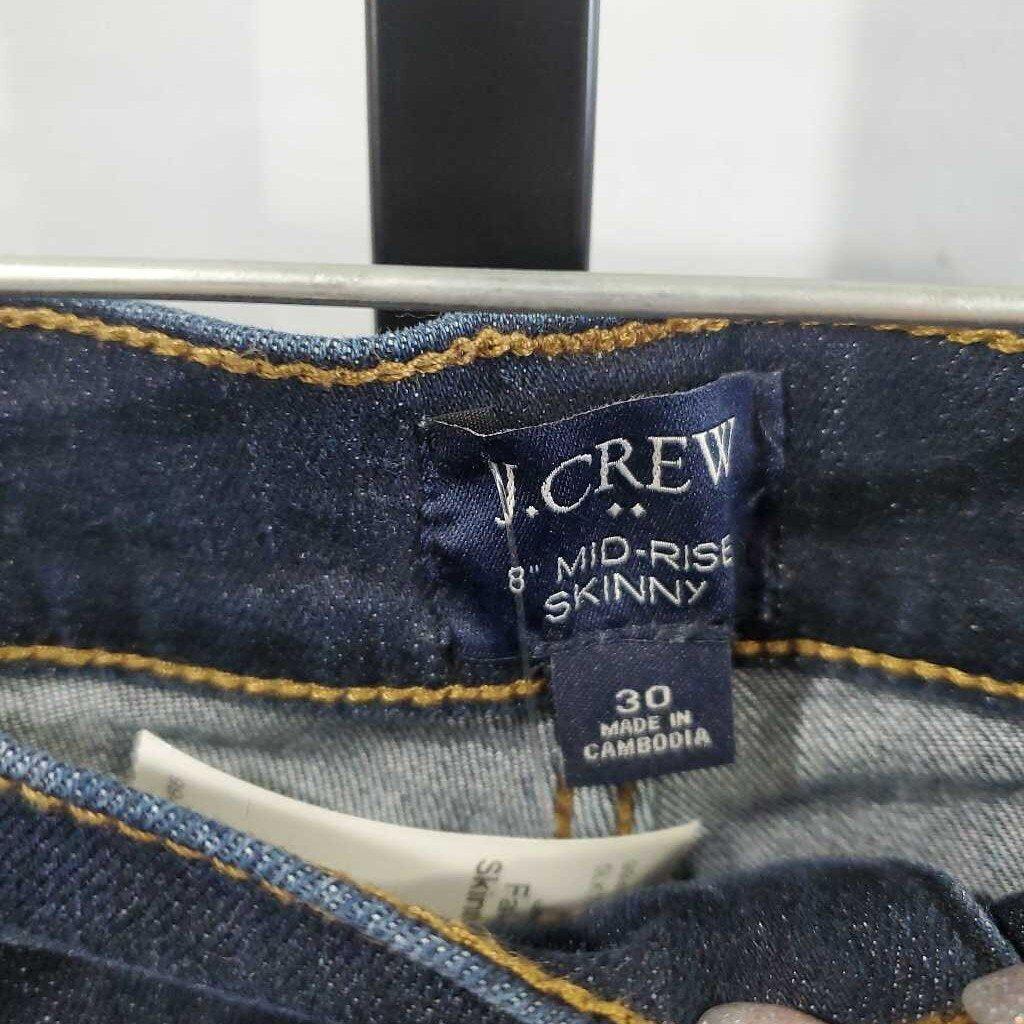 J.CREW
8" MID-RISE
SKINNY
30
MADE IN
CAMBODIA